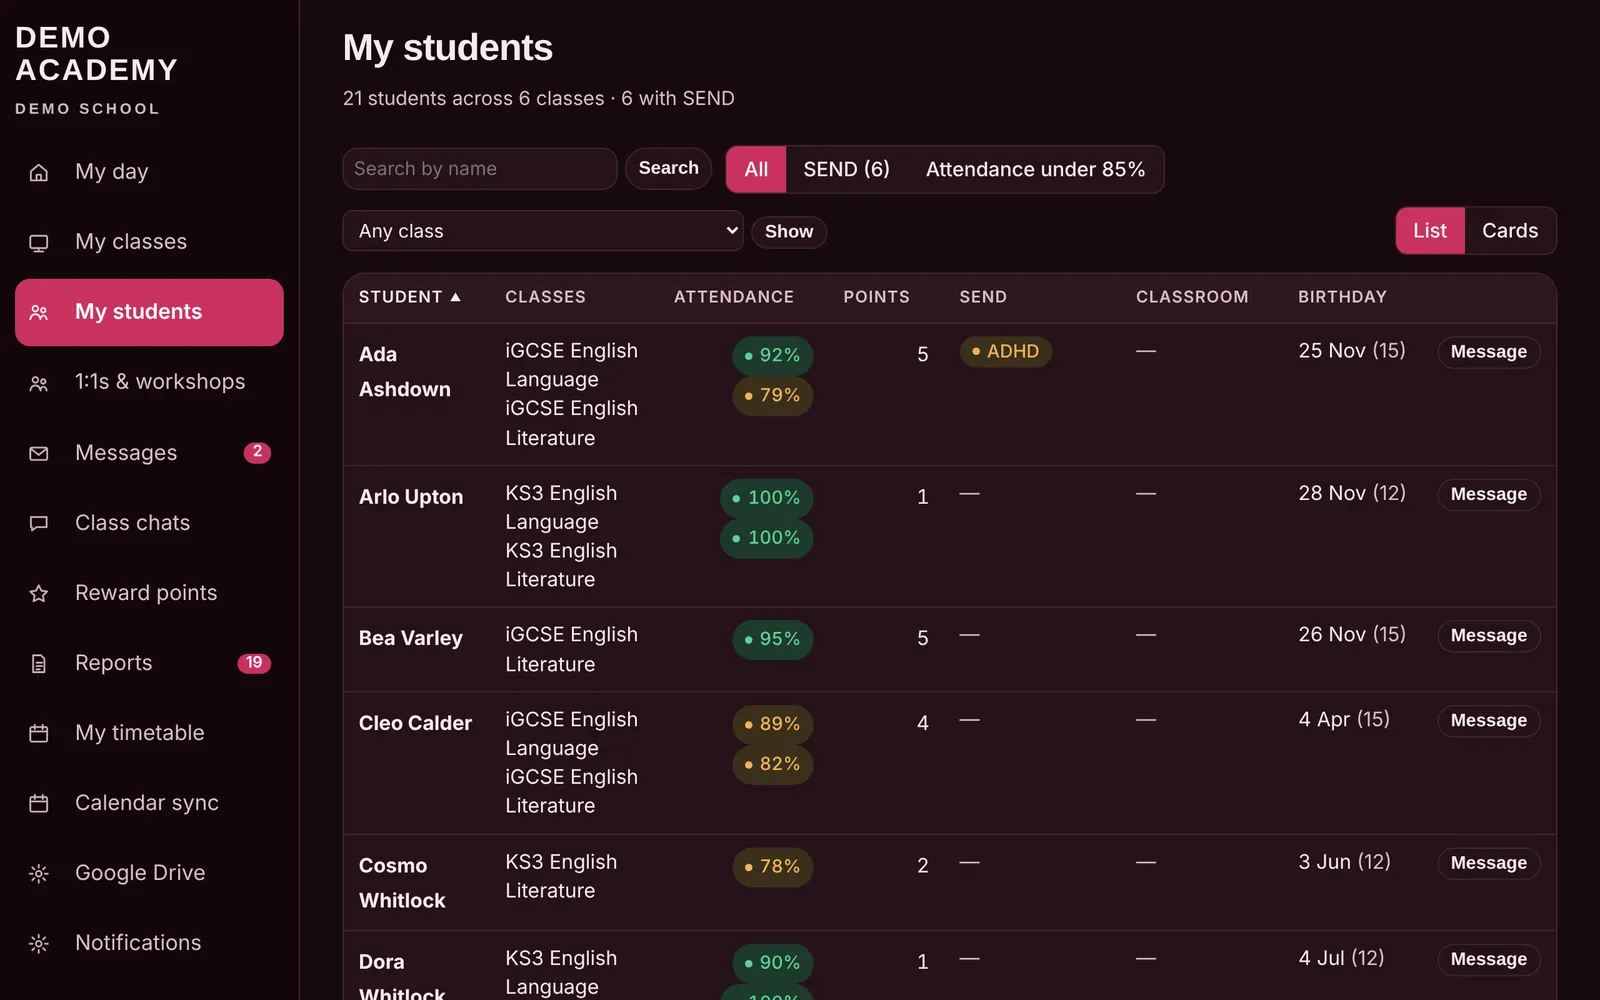 DEMO
ACADEMY
DEMO SCHOOL
My day
My classes
My students
1:1s & workshops
Messages 2
Class chats
Reward points
Reports 19
My timetable
Calendar sync
Google Drive
Notifications
My students
21 students across 6 classes · 6 with SEND
Search by name Search All SEND (6) Attendance under 85%
Any class Show List Cards
STUDENT ▲ CLASSES ATTENDANCE POINTS SEND CLASSROOM BIRTHDAY
Ada Ashdown
iGCSE English
Language
iGCSE English
Literature
92%
79%
5
ADHD
—
25 Nov (15)
Message
Arlo Upton
KS3 English
Language
KS3 English
Literature
100%
100%
1
—
—
28 Nov (12)
Message
Bea Varley
iGCSE English
Literature
95%
5
—
—
26 Nov (15)
Message
Cleo Calder
iGCSE English
Language
iGCSE English
Literature
89%
82%
4
—
—
4 Apr (15)
Message
Cosmo
Whitlock
KS3 English
Literature
78%
2
—
—
3 Jun (12)
Message
Dora
Whitlock
KS3 English
Language
90%
100%
1
—
—
4 Jul (12)
Message